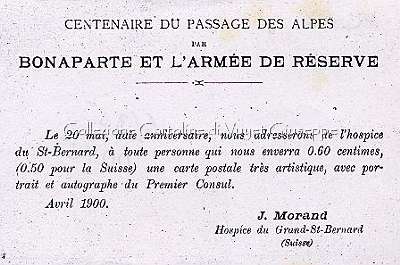 CENTENAIRE DU PASSAGE DES ALPES
PAR
BONAPARTE ET L'ARMÉE DE RÉSERVE
Le 20 mai, date anniversaire, nous adresserons de l'hospice
du St-Bernard, à toute personne qui nous enverra 0.60 centimes,
(0.50 pour la Suisse) une carte postale très artistique, avec por-
trait et autographe du Premier Consul.
Avril 1900.
J. Morand
Hospice du Grand-St-Bernard
(Suisse)